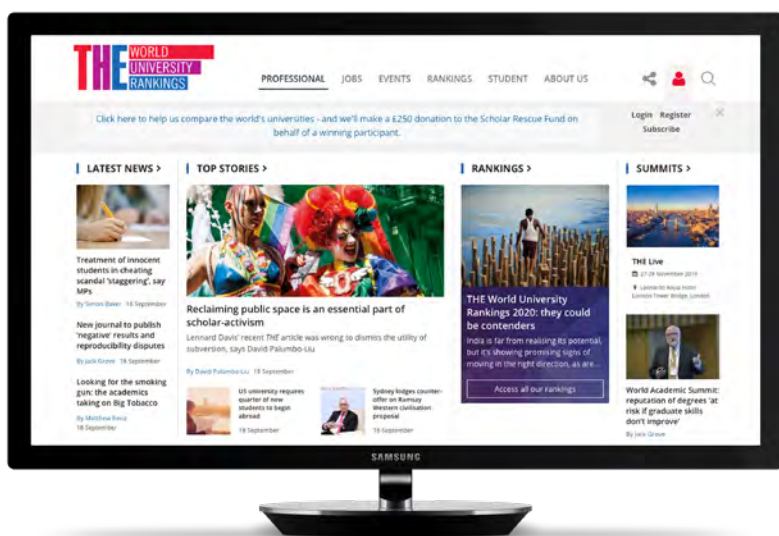 THE WORLD
UNIVERSITY
RANKINGS
PROFESSIONAL JOBS EVENTS RANKINGS STUDENT ABOUT US
Click here to help us compare the world's universities - and we'll make a £250 donation to the Scholar Rescue Fund on
behalf of a winning participant.
Login Register
Subscribe
LATEST NEWS >
Treatment of innocent
students in cheating
scandal 'staggering', say
MPs
By Simon Baker 18 September
New journal to publish
'negative' results and
reproducibility disputes
By Jack Grove 18 September
Looking for the smoking
gun: the academics
taking on Big Tobacco
By Matthew Reisz
18 September
TOP STORIES >
Reclaiming public space is an essential part of
scholar-activism
Lennard Davis' recent THE article was wrong to dismiss the utility of
subversion, says David Palumbo-Liu
By David Palumbo-Liu 18 September
US university requires
quarter of new
students to begin
abroad
18 September
Sydney lodges counter-
offer on Ramsay
Western civilisation
proposal
18 September
RANKINGS >
THE World University
Rankings 2020: they could
be contenders
India is far from realising its potential,
but it's showing promising signs of
moving in the right direction, as are...
Access all our rankings
SUMMITS >
THE Live
27-28 November 2019
Leonardo Royal Hotel
London Tower Bridge, London
World Academic Summit:
reputation of degrees 'at
risk if graduate skills
don't improve'
By Jack Grove
SAMSUNG